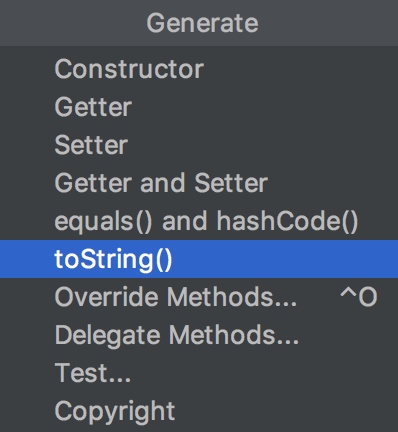 Generate
Constructor
Getter
Setter
Getter and Setter
equals() and hashCode()
toString()
Override Methods... ^O
Delegate Methods...
Test...
Copyright